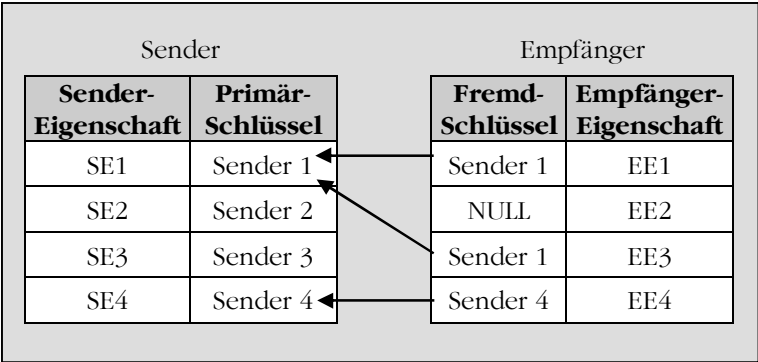 Sender Empfänger
Sender- Primär- Fremd- Empfänger-
Eigenschaft Schlüssel Schlüssel Eigenschaft
SE1 Sender 1 Sender 1 EE1
SE2 Sender 2 NULL EE2
SE3 Sender 3 Sender 1 EE3
SE4 Sender 4 Sender 4 EE4